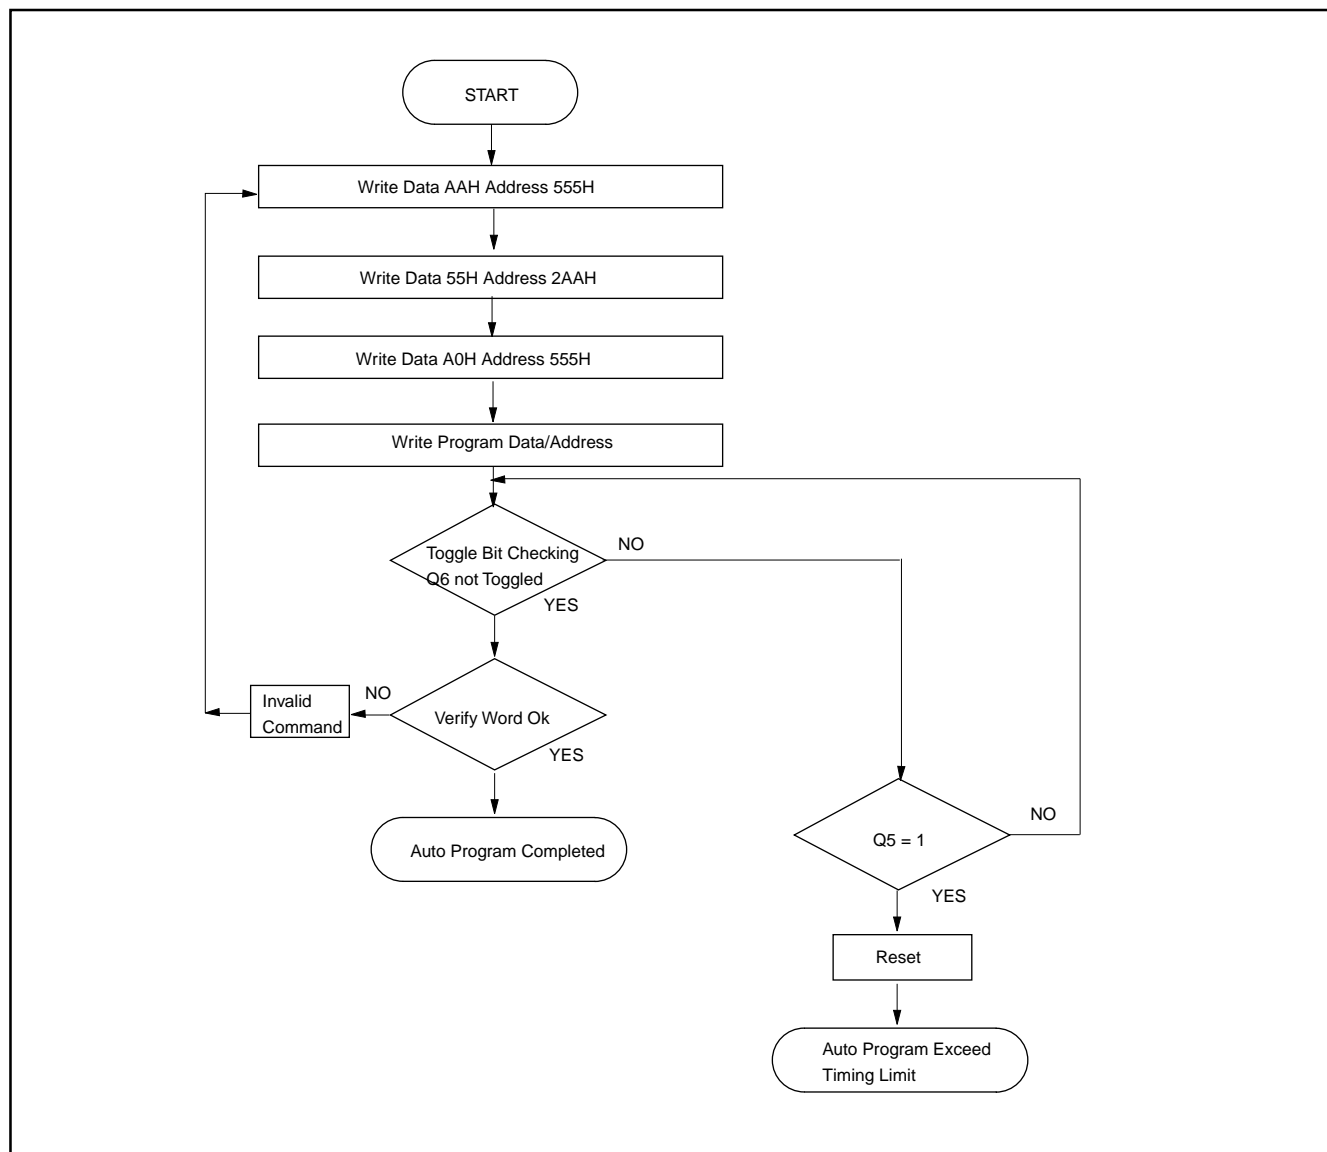 START
Write Data AAH Address 555H
Write Data 55H Address 2AAH
Write Data A0H Address 555H
Write Program Data/Address
Toggle Bit Checking
Q6 not Toggled
NO
YES
Invalid
Command
NO
Verify Word Ok
YES
Auto Program Completed
Q5 = 1
NO
YES
Reset
Auto Program Exceed
Timing Limit